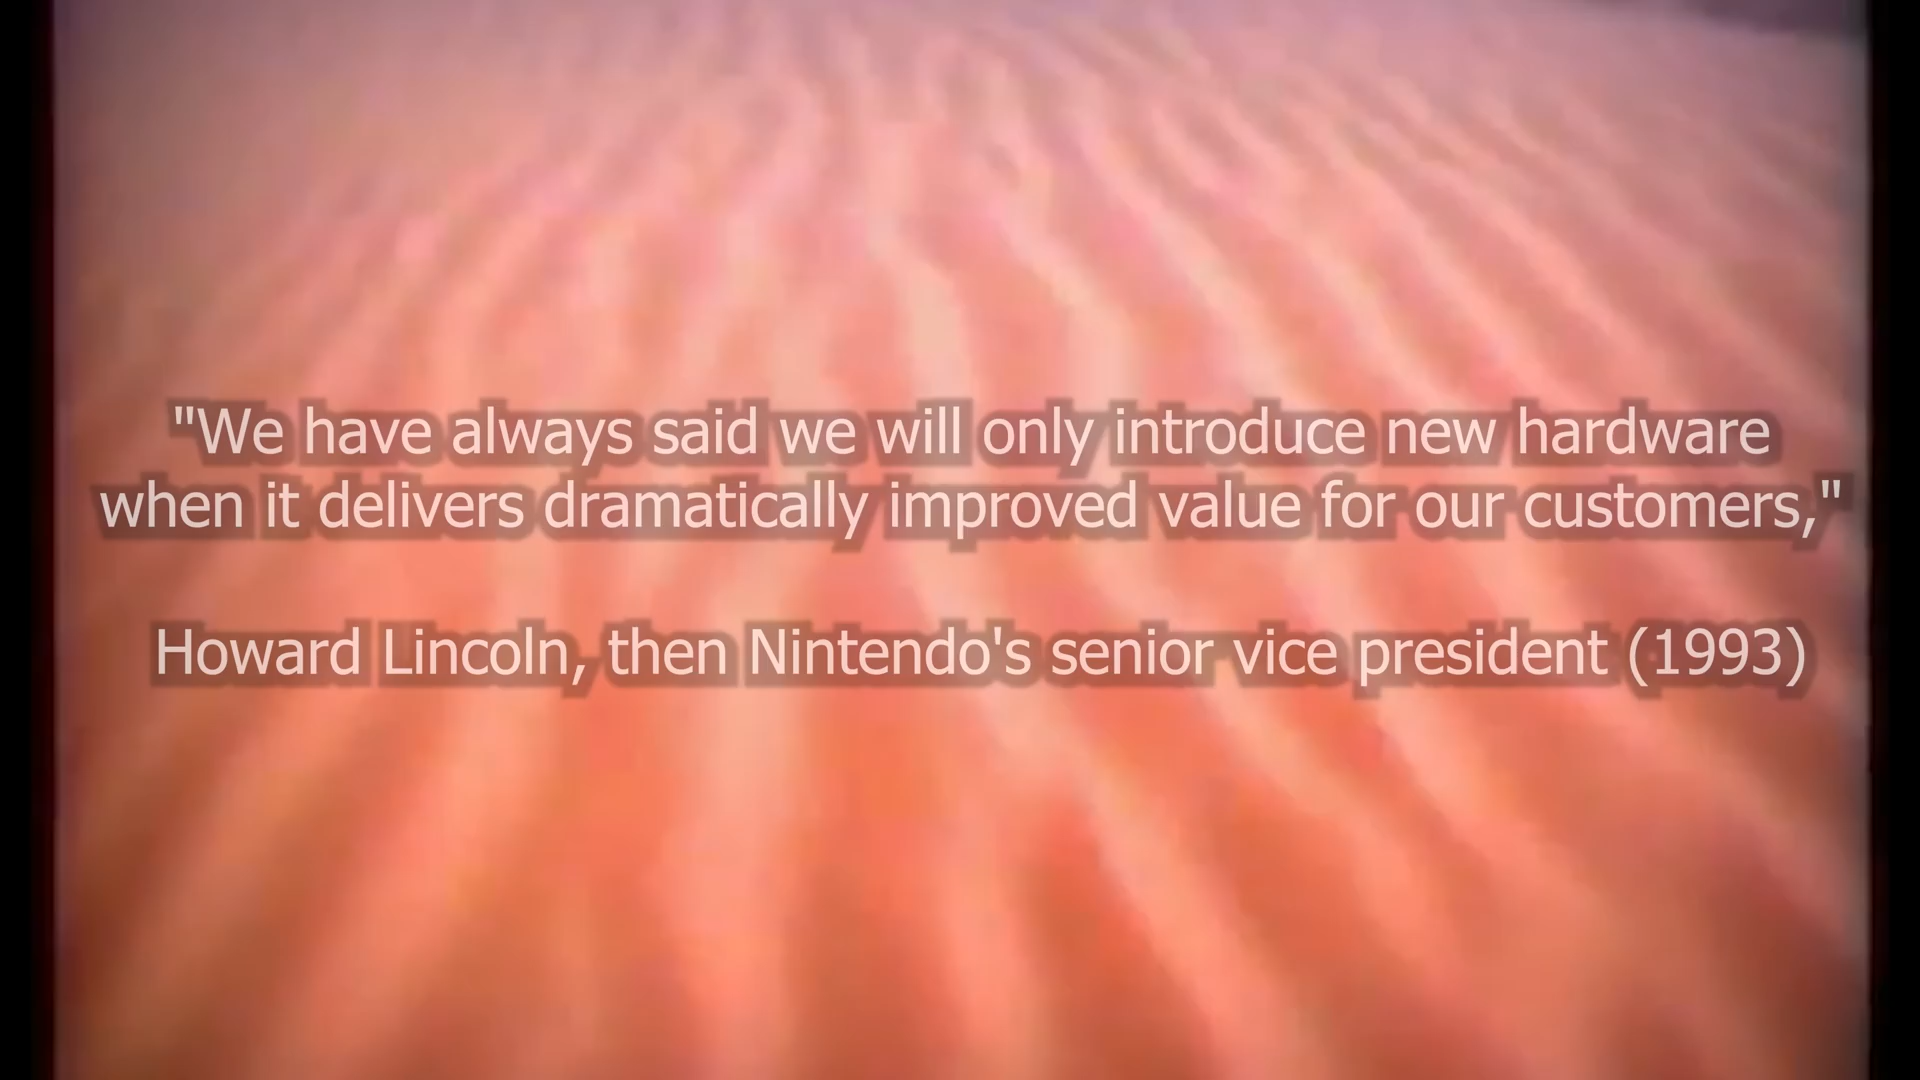 "We have always said we will only introduce new hardware
when it delivers dramatically improved value for our customers,"
Howard Lincoln, then Nintendo's senior vice president (1993)